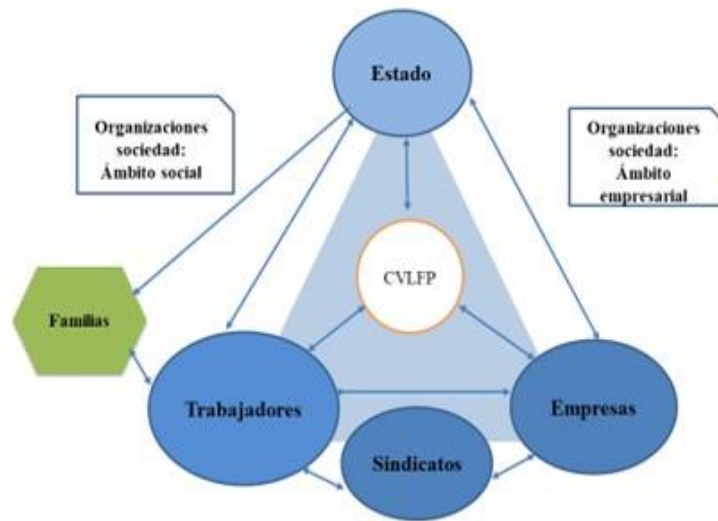 Estado
Organizaciones
sociedad:
Ámbito social
Organizaciones
sociedad:
Ámbito
empresarial
CVLFP
Familias
Trabajadores
Empresas
Sindicatos